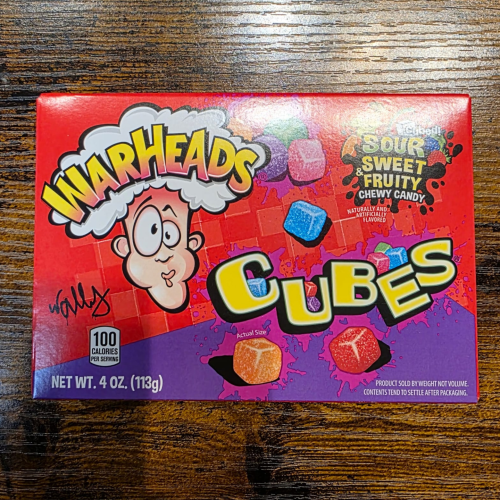 WARHEADS
Cubed!
SOUR
SWEET
& FRUITY
CHEWY CANDY
NATURALLY AND
ARTIFICIALLY
FLAVORED
CUBES
Wally
Actual Size
100
CALORIES
PER SERVING
NET WT. 4 OZ. (113g)
PRODUCT SOLD BY WEIGHT NOT VOLUME.
CONTENTS TEND TO SETTLE AFTER PACKAGING.